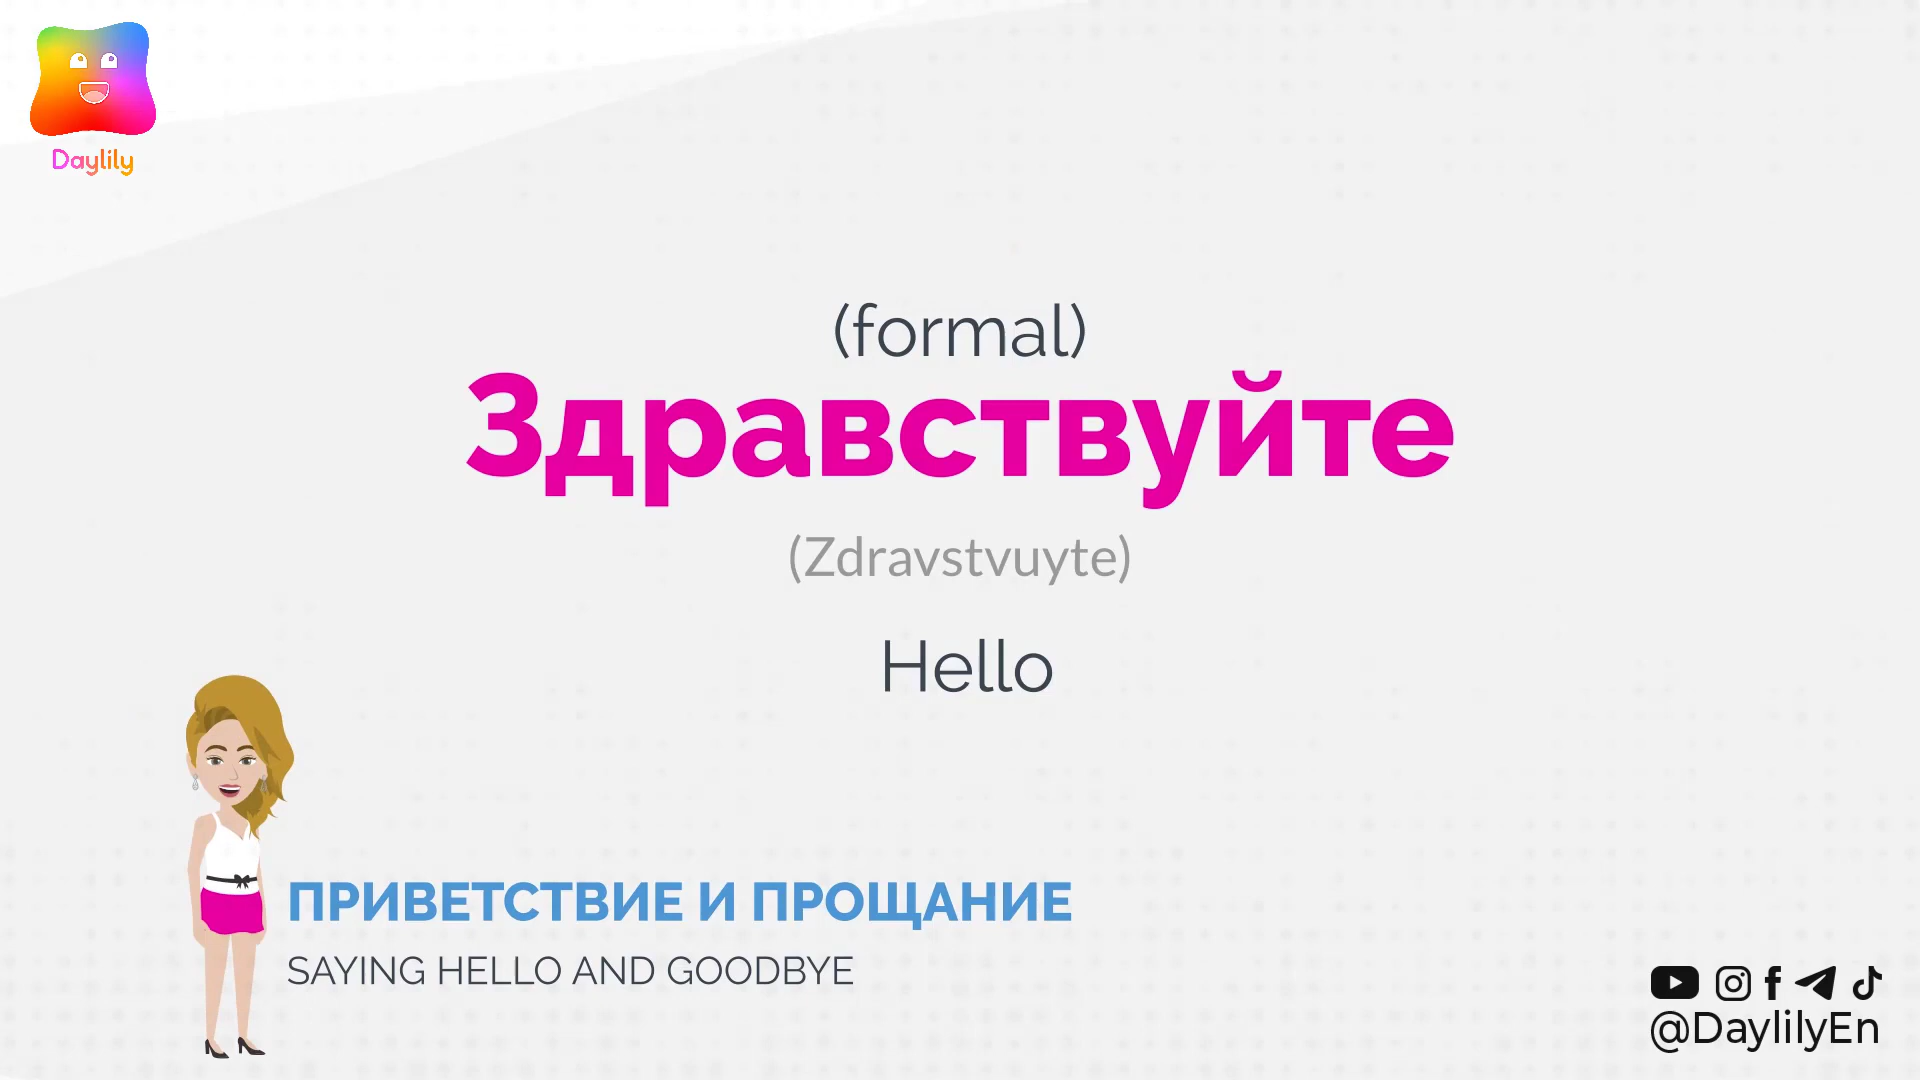 Daylily
(formal)
Здравствуйте
(Zdravstvuyte)
Hello
ПРИВЕТСТВИЕ И ПРОЩАНИЕ
SAYING HELLO AND GOODBYE
@DaylilyEn